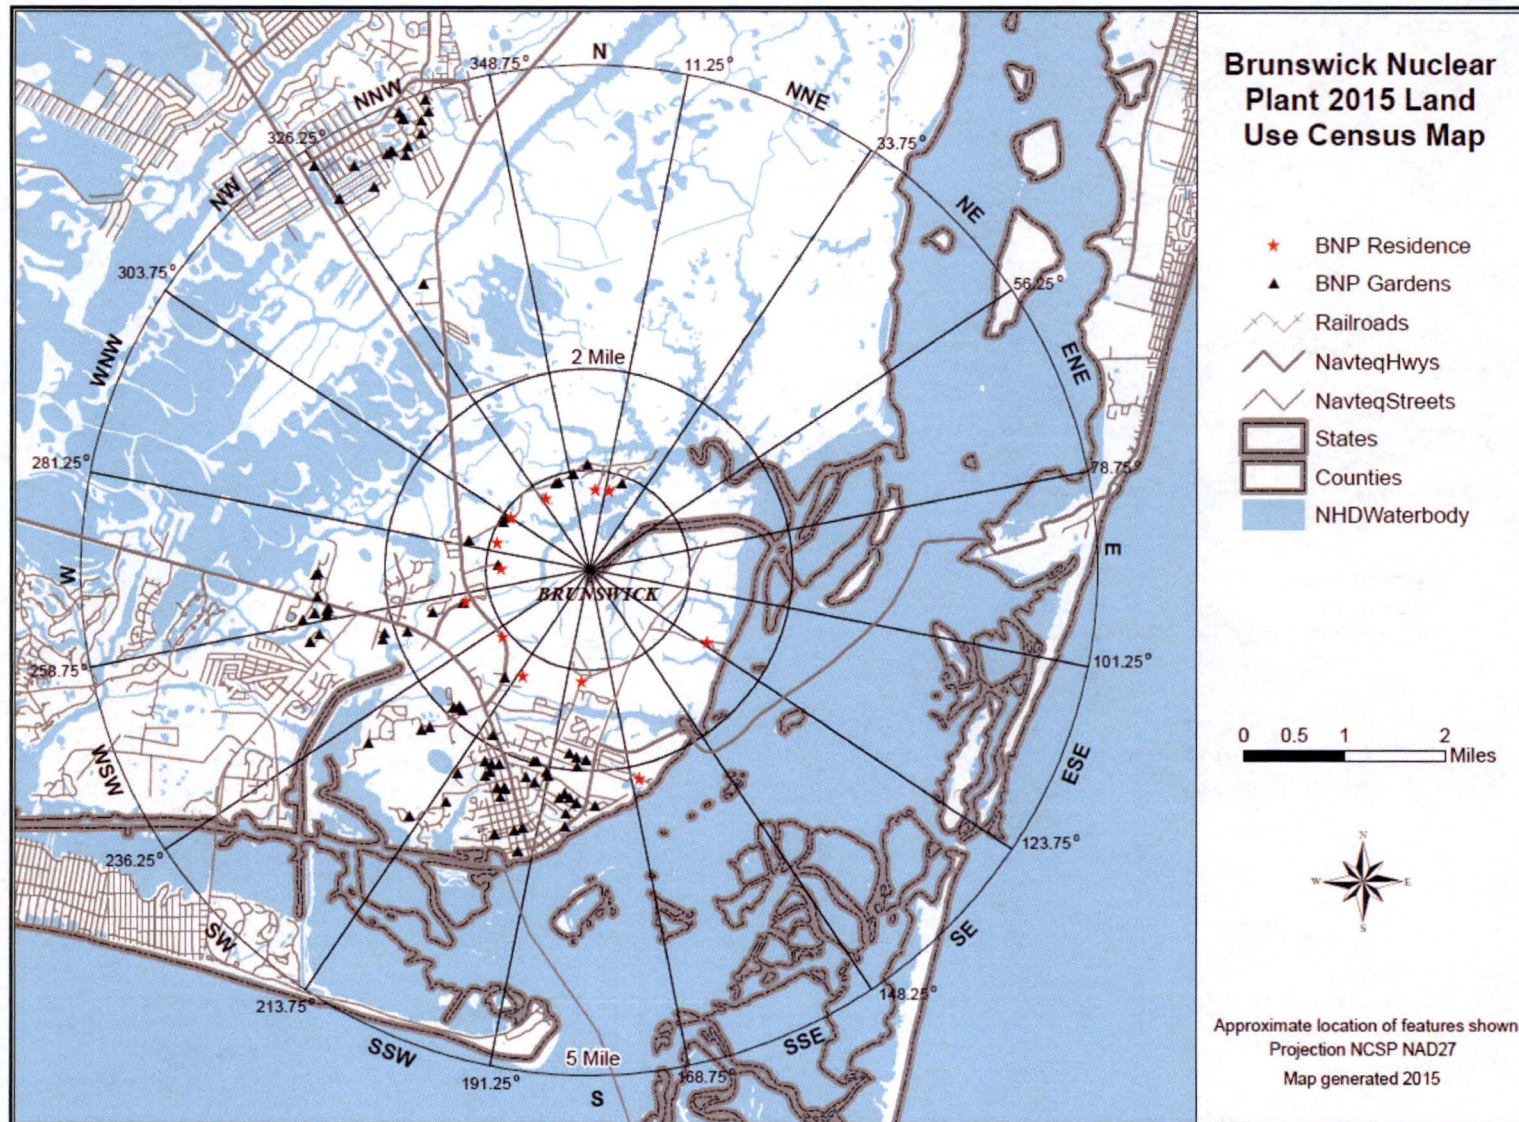 Brunswick Nuclear
Plant 2015 Land
Use Census Map
BNP Residence
BNP Gardens
Railroads
NavteqHwys
NavteqStreets
States
Counties
NHDWaterbody
0 0.5 1 2
Miles
N
W E
S
Approximate location of features shown
Projection NCSP NAD27
Map generated 2015
N
348.75°
11.25°
NNW
NNE
326.25°
33.75°
NW
NE
303.75°
56.25°
WNW
ENE
2 Mile
281.25°
78.75°
W
E
BRUNSWICK
258.75°
101.25°
WSW
ESE
236.25°
123.75°
SW
SE
213.75°
148.25°
SSW
SSE
5 Mile
191.25°
168.75°
S